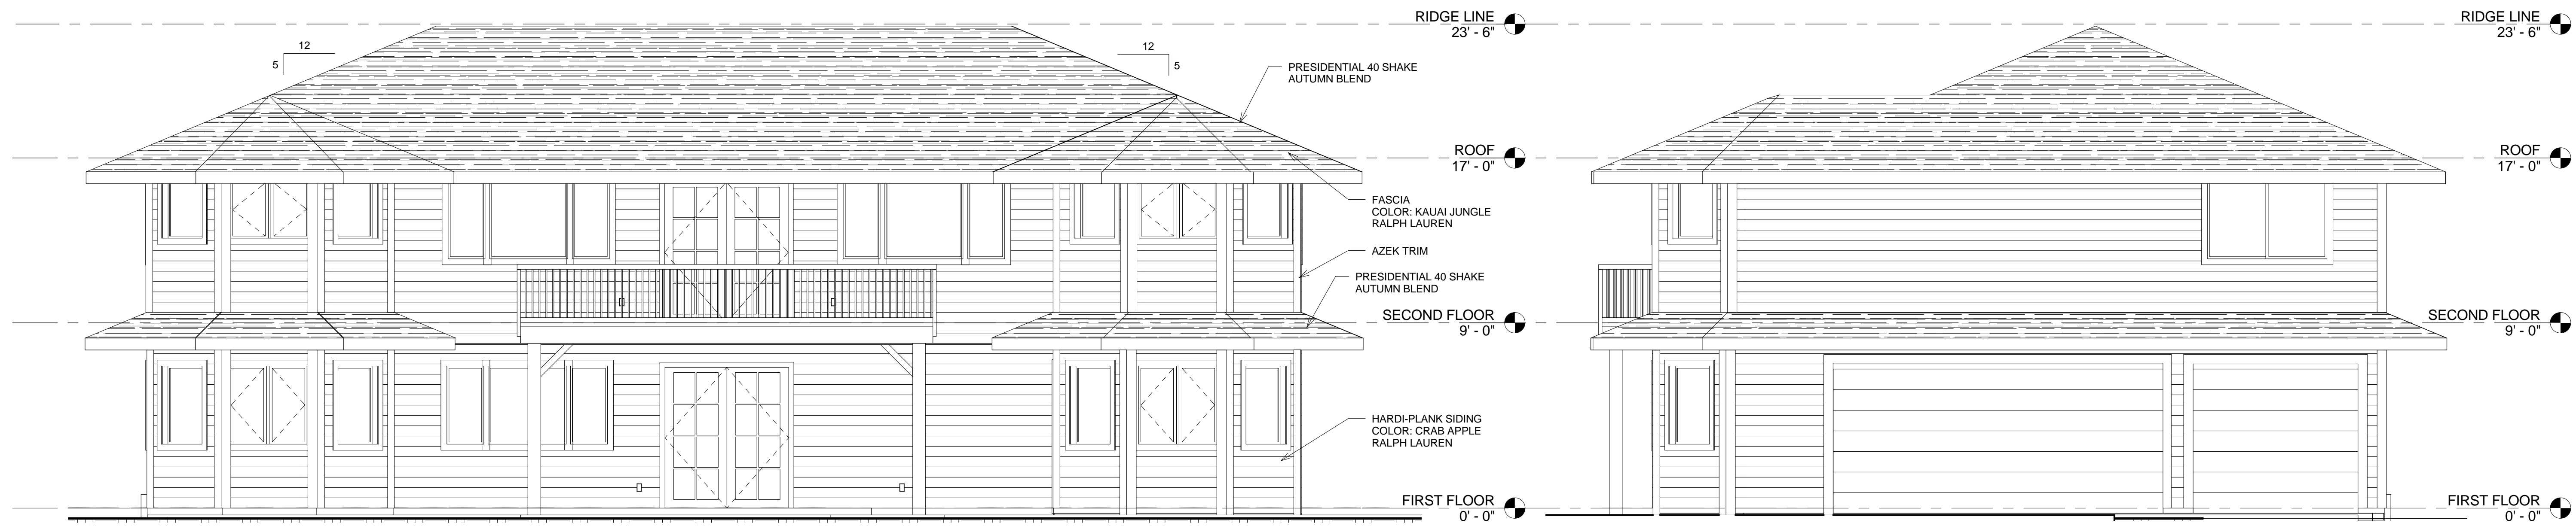 RIDGE LINE
23' - 6"
12
5
12
5
PRESIDENTIAL 40 SHAKE
AUTUMN BLEND
ROOF
17' - 0"
FASCIA
COLOR: KAUAI JUNGLE
RALPH LAUREN
AZEK TRIM
PRESIDENTIAL 40 SHAKE
AUTUMN BLEND
SECOND FLOOR
9' - 0"
HARDI-PLANK SIDING
COLOR: CRAB APPLE
RALPH LAUREN
FIRST FLOOR
0' - 0"
RIDGE LINE
23' - 6"
ROOF
17' - 0"
SECOND FLOOR
9' - 0"
FIRST FLOOR
0' - 0"